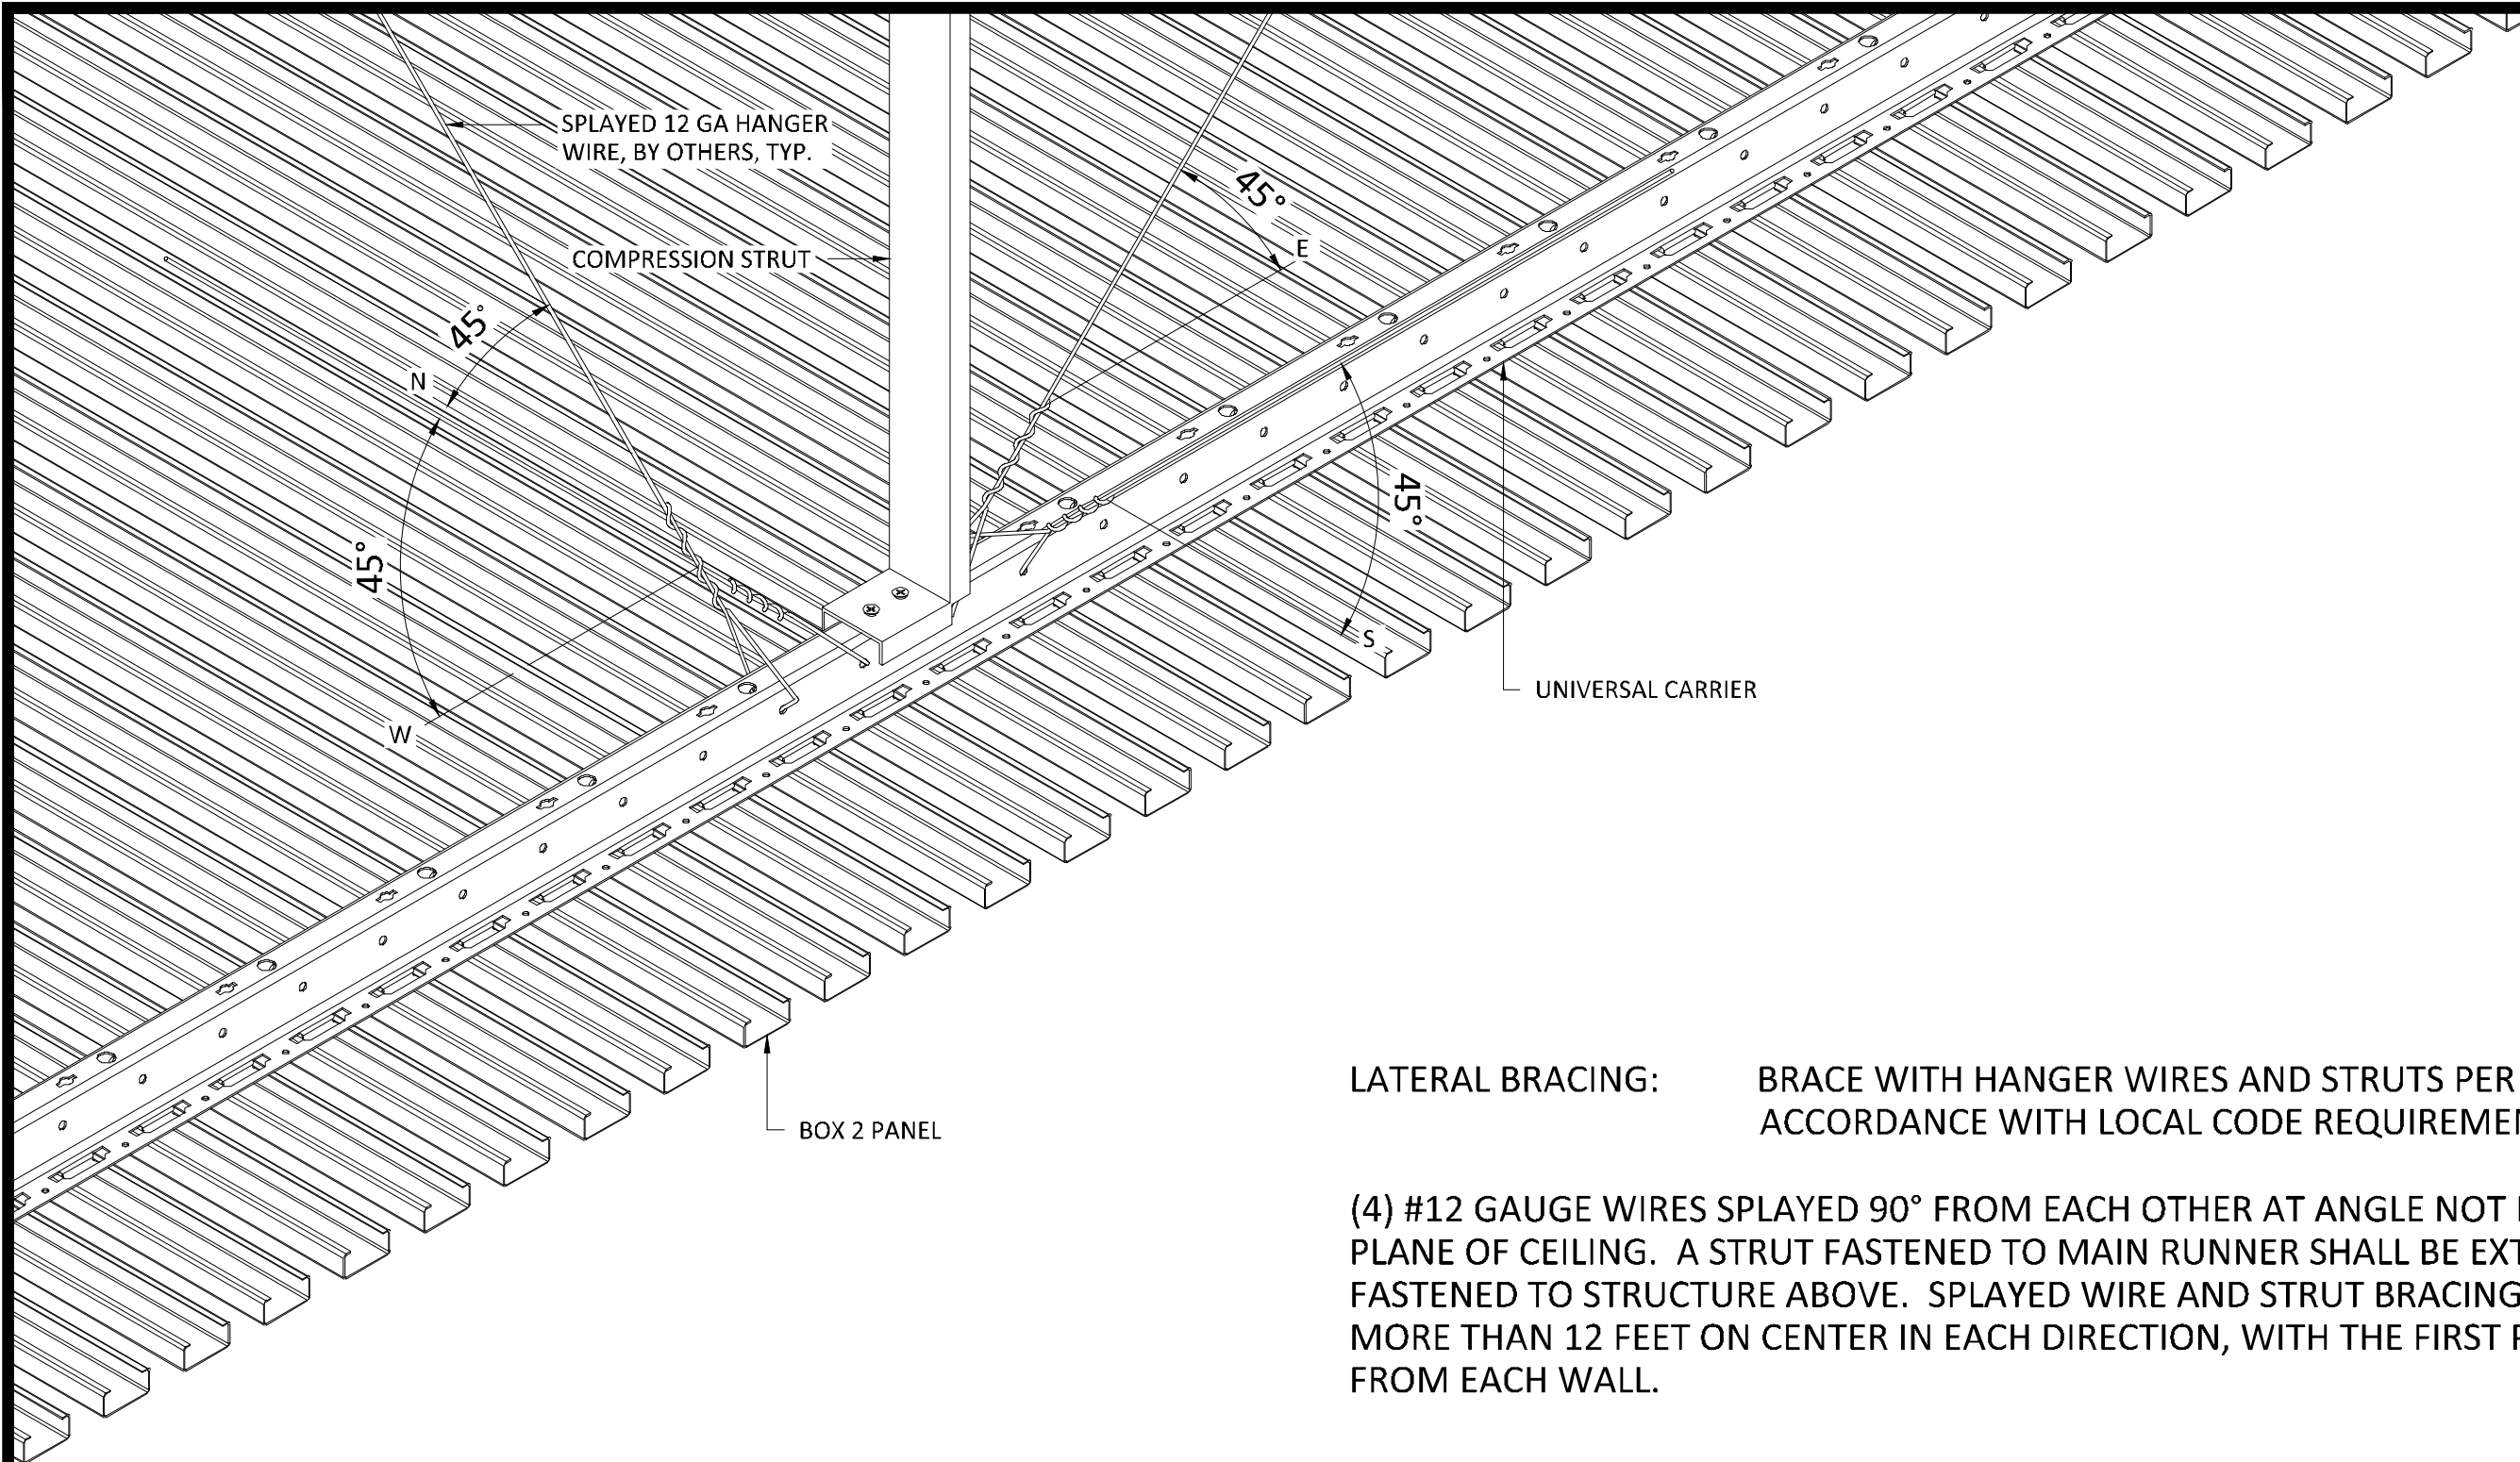 SPLAYED 12 GA HANGER
WIRE, BY OTHERS, TYP.
45°
E
COMPRESSION STRUT
45°
N
45°
45°
S
UNIVERSAL CARRIER
W
LATERAL BRACING: BRACE WITH HANGER WIRES AND STRUTS PER
ACCORDANCE WITH LOCAL CODE
BOX 2 PANEL
(4) #12 GAUGE WIRES SPLAYED 90° FROM EACH OTHER AT ANGLE NOT
PLANE OF CEILING. A STRUT FASTENED TO MAIN RUNNER SHALL BE
FASTENED TO STRUCTURE ABOVE. SPLAYED WIRE AND STRUT BRACING
MORE THAN 12 FEET ON CENTER IN EACH DIRECTION, WITH THE FIRST
FROM EACH WALL.